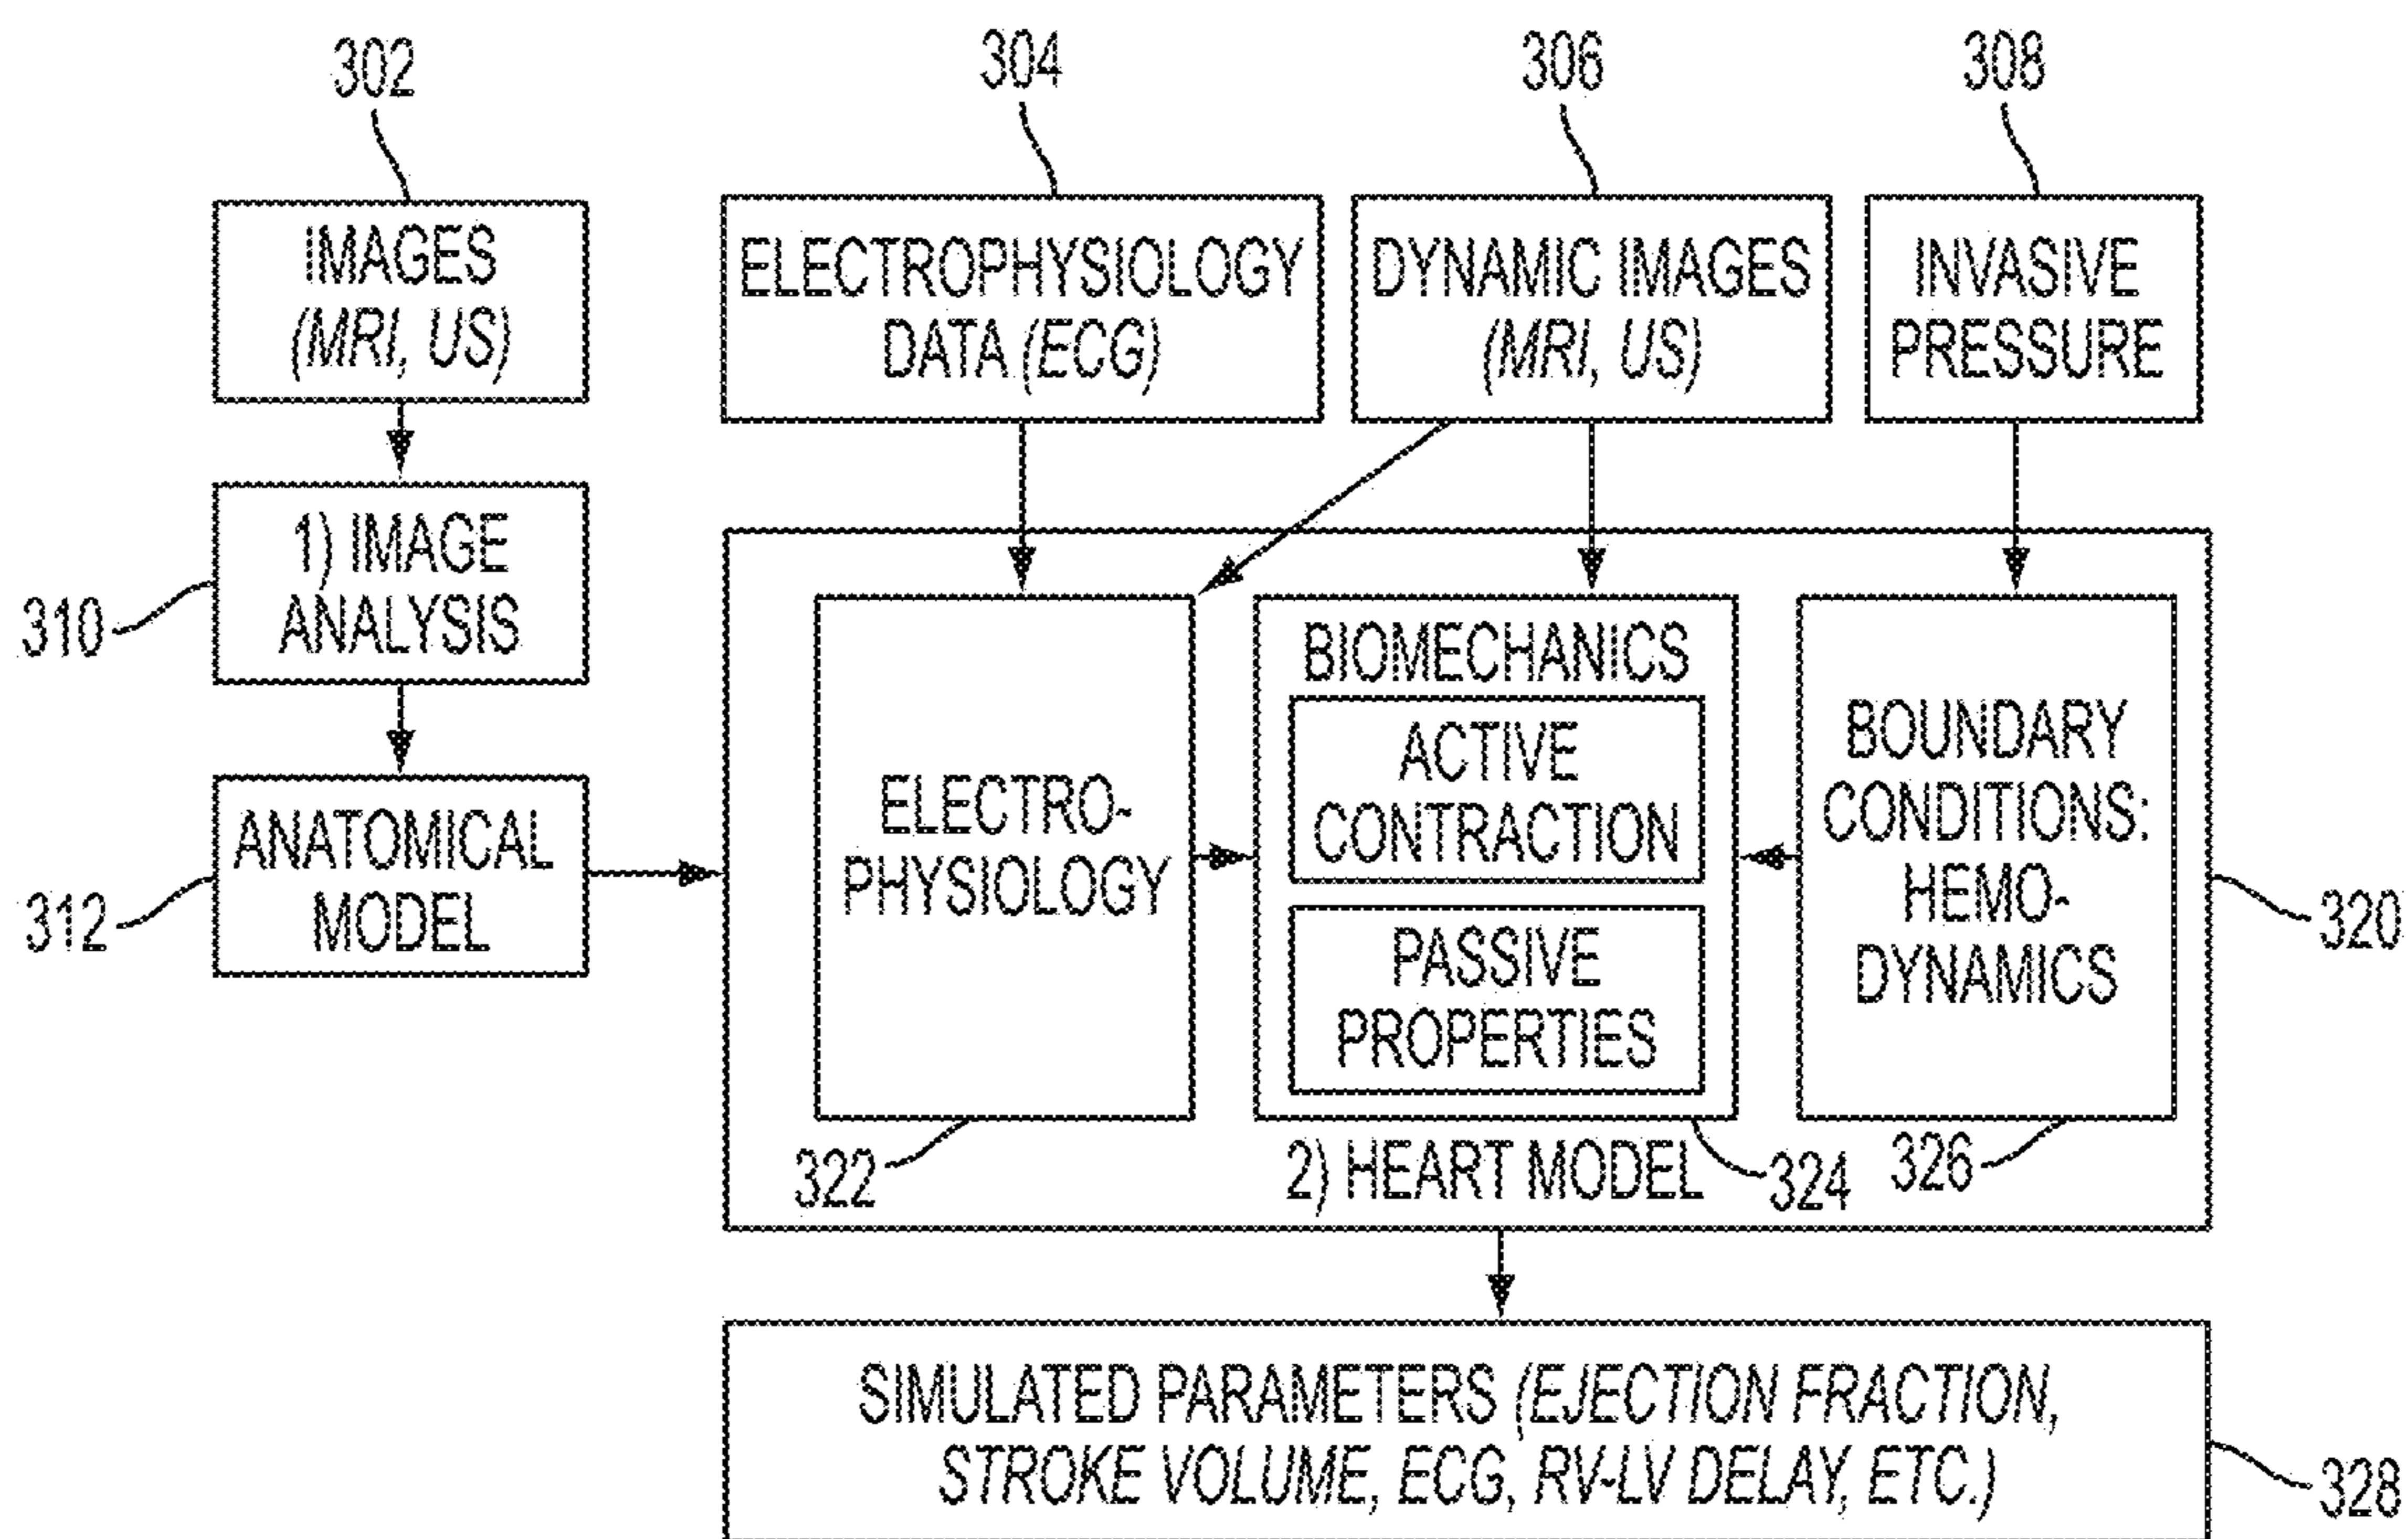 302
304
306
308
IMAGES
(MRI, US)
ELECTROPHYSIOLOGY
DATA (ECG)
DYNAMIC IMAGES
(MRI, US)
INVASIVE
PRESSURE
1) IMAGE
ANALYSIS
310
ANATOMICAL
MODEL
312
ELECTRO-
PHYSIOLOGY
322
BIOMECHANICS
ACTIVE
CONTRACTION
PASSIVE
PROPERTIES
324
BOUNDARY
CONDITIONS:
HEMO-
DYNAMICS
326
320
2) HEART MODEL
SIMULATED PARAMETERS (EJECTION FRACTION,
STROKE VOLUME, ECG, RV-LV DELAY, ETC.)
328